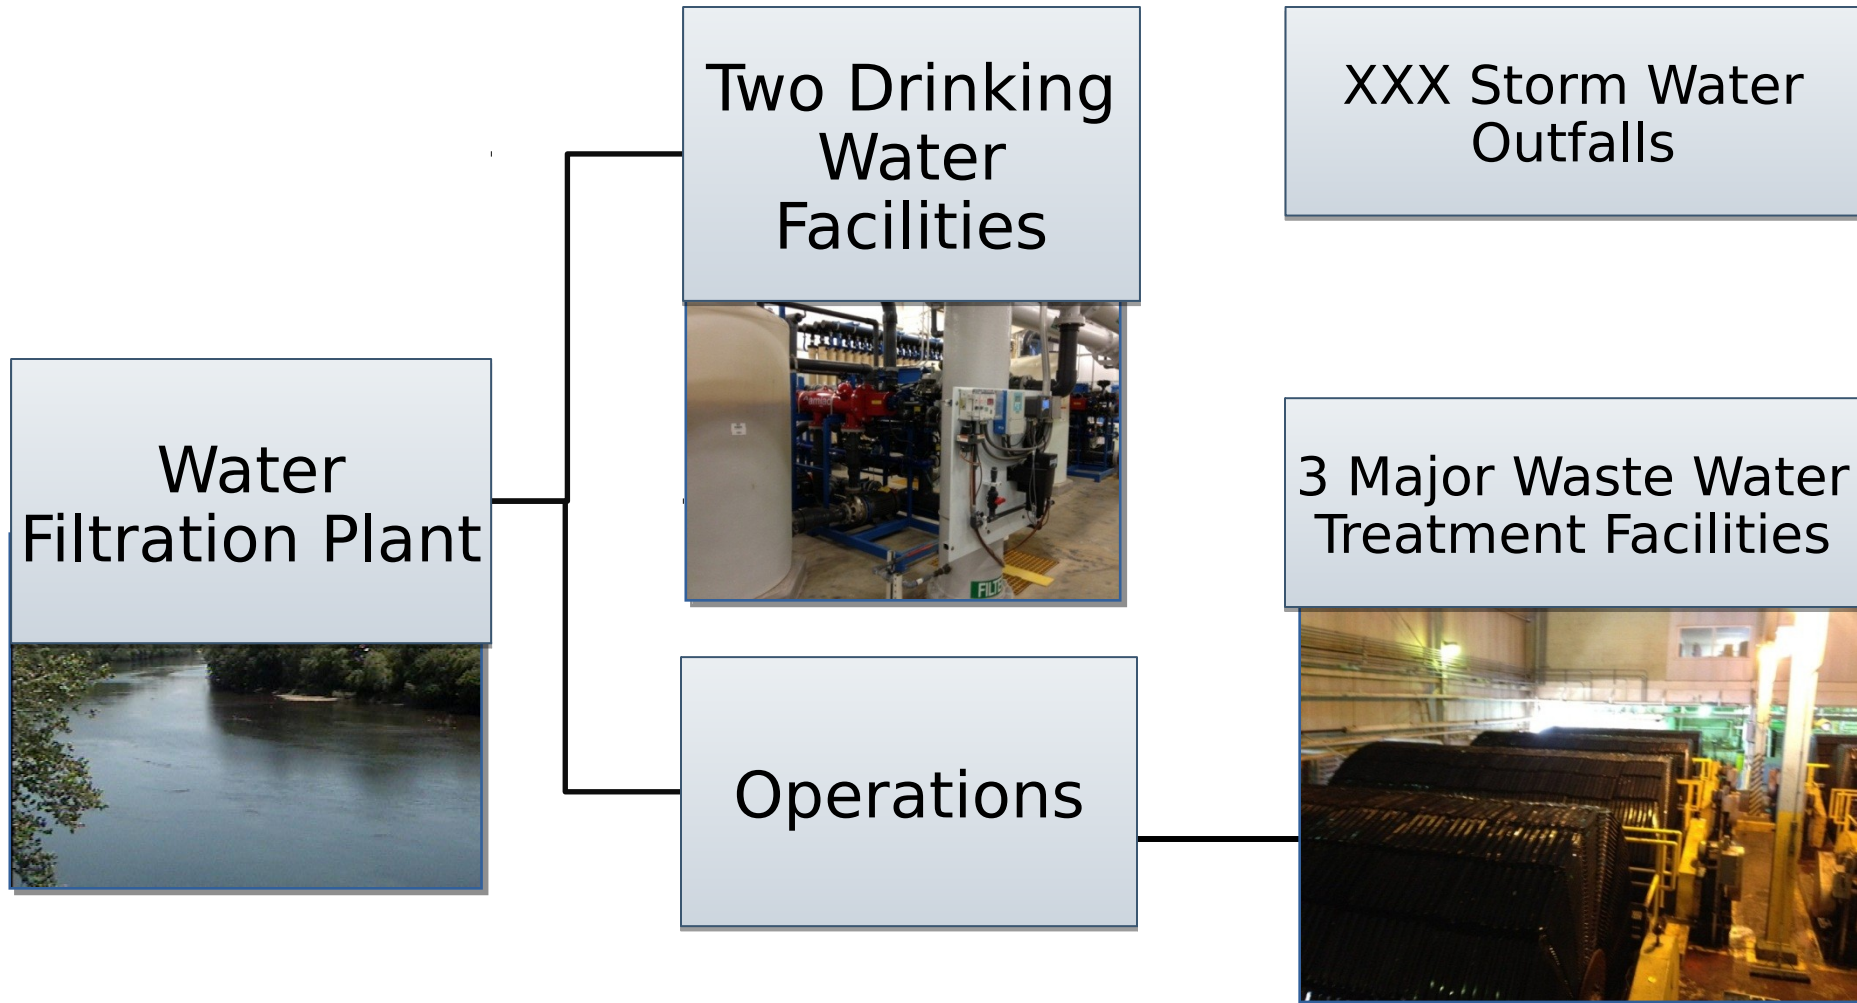 Two Drinking
Water
Facilities
XXX Storm Water
Outfalls
Water
Filtration Plant
3 Major Waste Water
Treatment Facilities
Operations